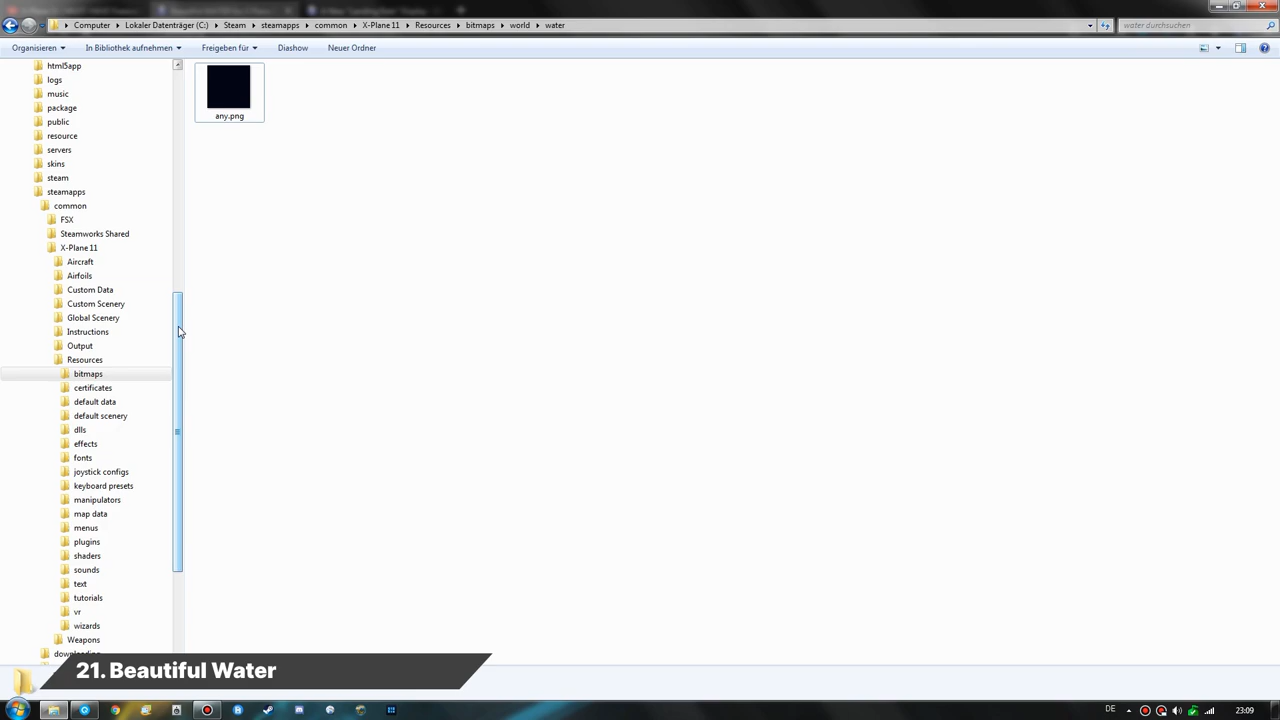 Computer ▸ Lokaler Datenträger (C:) ▸ Steam ▸ steamapps ▸ common ▸ X-Plane 11 ▸ Resources ▸ bitmaps ▸ world ▸ water
water durchsuchen
Organisieren In Bibliothek aufnehmen Freigeben für Diashow Neuer Ordner
html5app
logs
music
package
public
resource
servers
skins
steam
steamapps
common
FSX
Steamworks Shared
X-Plane 11
Aircraft
Airfoils
Custom Data
Custom Scenery
Global Scenery
Instructions
Output
Resources
bitmaps
certificates
default data
default scenery
dlls
effects
fonts
joystick configs
keyboard presets
manipulators
map data
menus
plugins
shaders
sounds
text
tutorials
vr
wizards
Weapons
any.png
21. Beautiful Water
DE 23:09